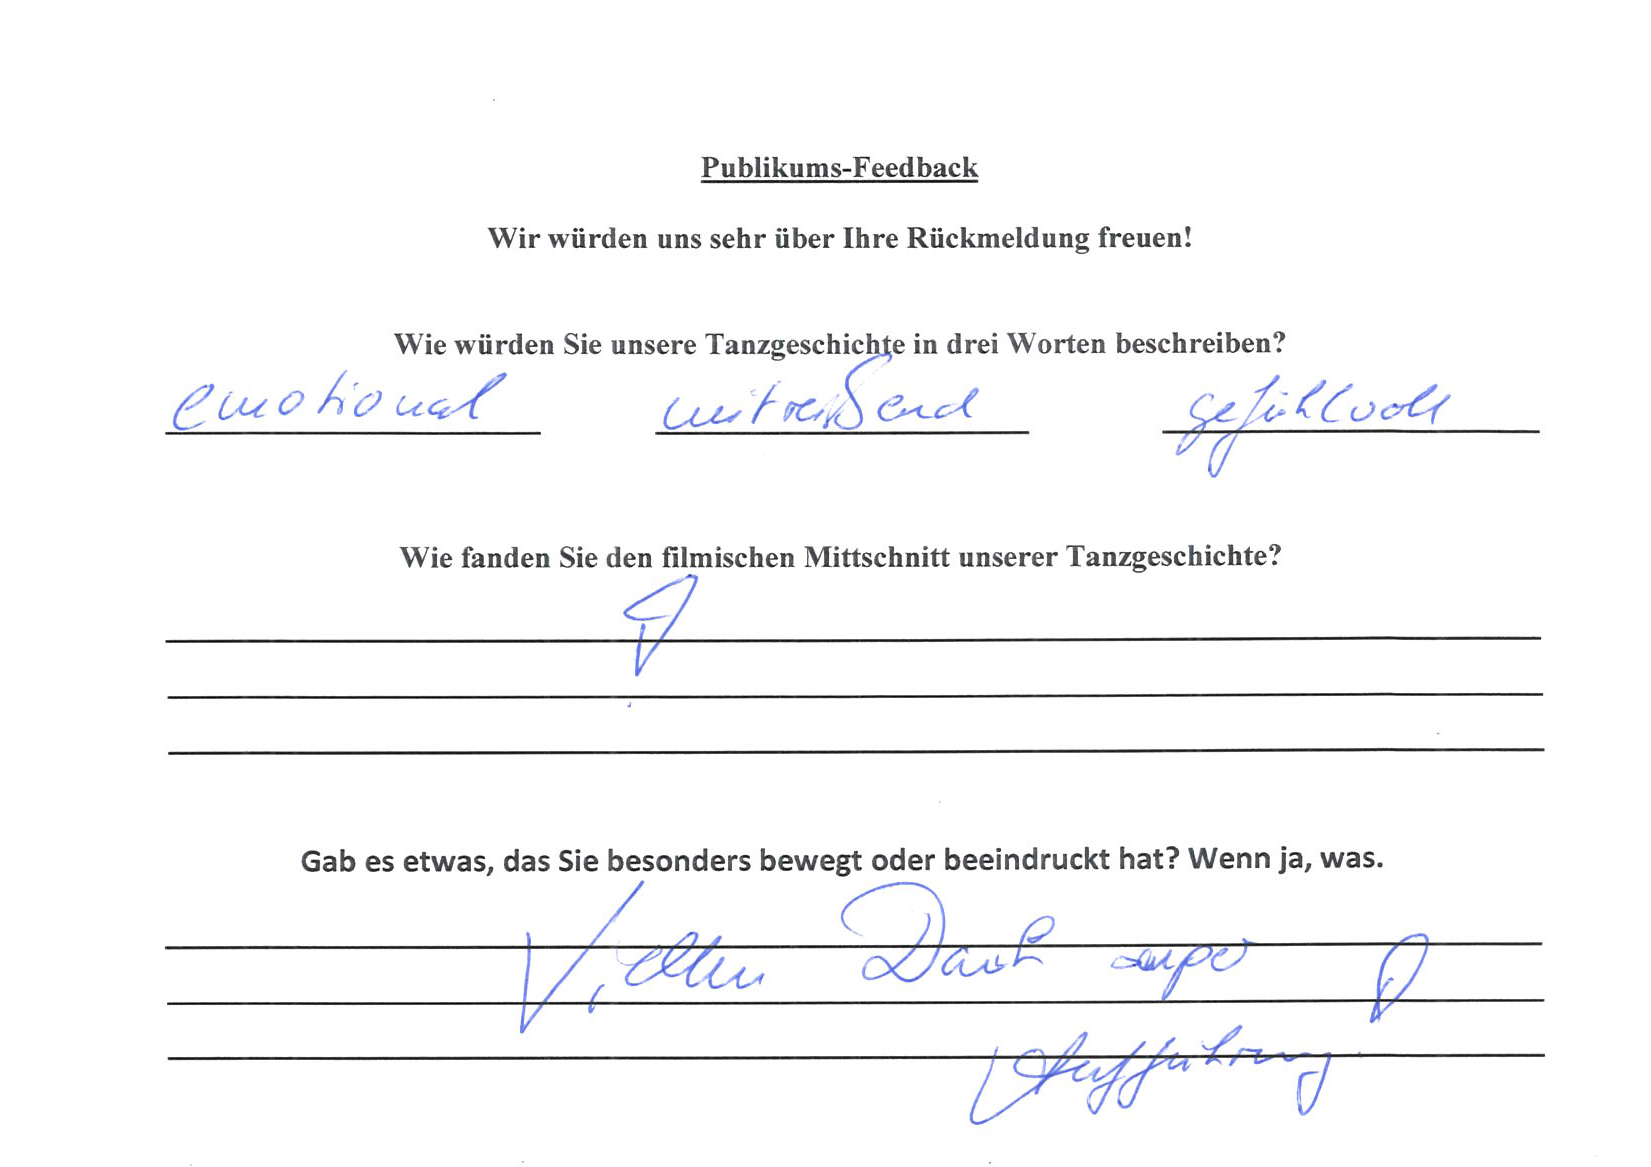 Publikums-Feedback
Wir würden uns sehr über Ihre Rückmeldung freuen!
Wie würden Sie unsere Tanzgeschichte in drei Worten beschreiben?
emotional mitreißend gefühlvoll
Wie fanden Sie den filmischen Mittschnitt unserer Tanzgeschichte?
!
Gab es etwas, das Sie besonders bewegt oder beeindruckt hat? Wenn ja, was.
Vielen Dank super !
Aufführung